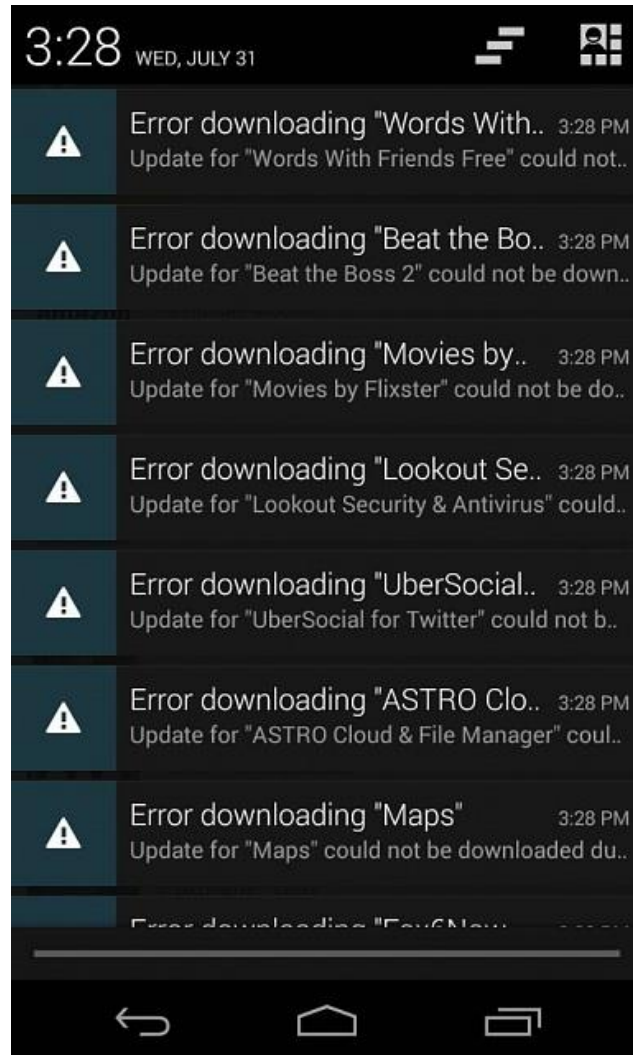 3:28 WED, JULY 31
Error downloading "Words With.. 3:28 PM
Update for "Words With Friends Free" could not..
Error downloading "Beat the Bo.. 3:28 PM
Update for "Beat the Boss 2" could not be down..
Error downloading "Movies by.. 3:28 PM
Update for "Movies by Flixster" could not be do..
Error downloading "Lookout Se.. 3:28 PM
Update for "Lookout Security & Antivirus" could..
Error downloading "UberSocial.. 3:28 PM
Update for "UberSocial for Twitter" could not b..
Error downloading "ASTRO Clo.. 3:28 PM
Update for "ASTRO Cloud & File Manager" coul..
Error downloading "Maps" 3:28 PM
Update for "Maps" could not be downloaded du..
Error downloading "Fox6Now